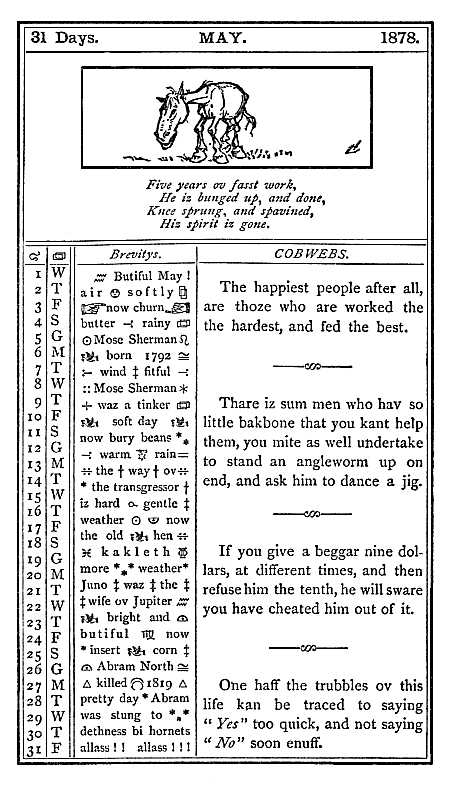 31 Days. MAY. 1878.
Five years ov fasst work,
He iz bunged up, and done,
Knee sprung, and spavined,
Hiz spirit iz gone.
Brevitys.
COBWEBS.
1 W
2 T
3 F
4 S
5 G
6 M
7 T
8 W
9 T
10 F
11 S
12 G
13 M
14 T
15 W
16 T
17 F
18 S
19 G
20 M
21 T
22 W
23 T
24 F
25 S
26 G
27 M
28 T
29 W
30 T
31 F
Butiful May !
air softly
now churn
butter rainy
Mose Sherman ♌
born 1792
wind ‡ fitful
:: Mose Sherman *
+ waz a tinker
soft day
now bury beans **
warm rain =
÷ the † way † ov ÷
* the transgressor †
iz hard gentle ‡
weather ⊙ now
the old hen ÷
♓ kakleth
more *** weather *
Juno ‡ waz ‡ the ‡
‡ wife ov Jupiter
bright and
butiful ♍ now
* insert corn ‡
Abram North
△ killed 1819 △
pretty day * Abram
was stung to ***
dethness bi hornets
allass ! ! allass ! ! !
The happiest people after all,
are thoze who are worked the
the hardest, and fed the best.
Thare iz sum men who hav so
little bakbone that you kant help
them, you mite as well undertake
to stand an angleworm up on
end, and ask him to dance a jig.
If you give a beggar nine dol-
lars, at different times, and then
refuse him the tenth, he will sware
you have cheated him out of it.
One haff the trubbles ov this
life kan be traced to saying
“ Yes” too quick, and not saying
“ No” soon enuff.